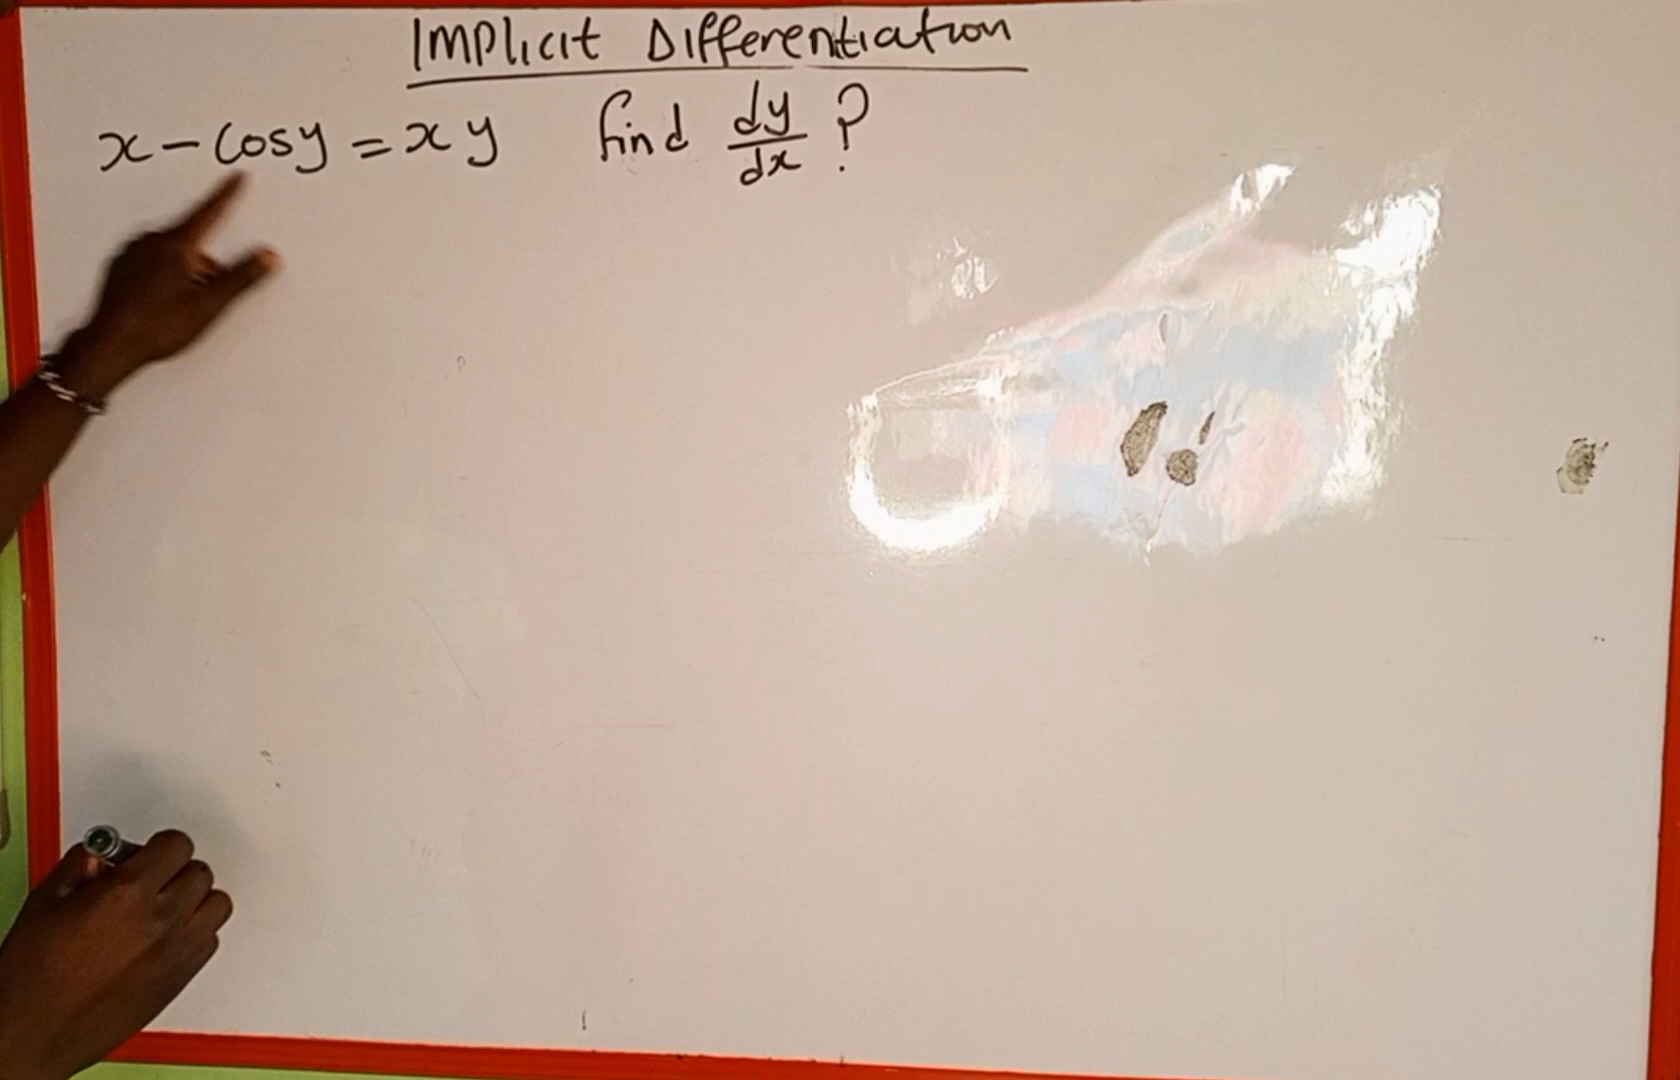 Implicit Differentiation
x - cosy = xy find dy/dx ?